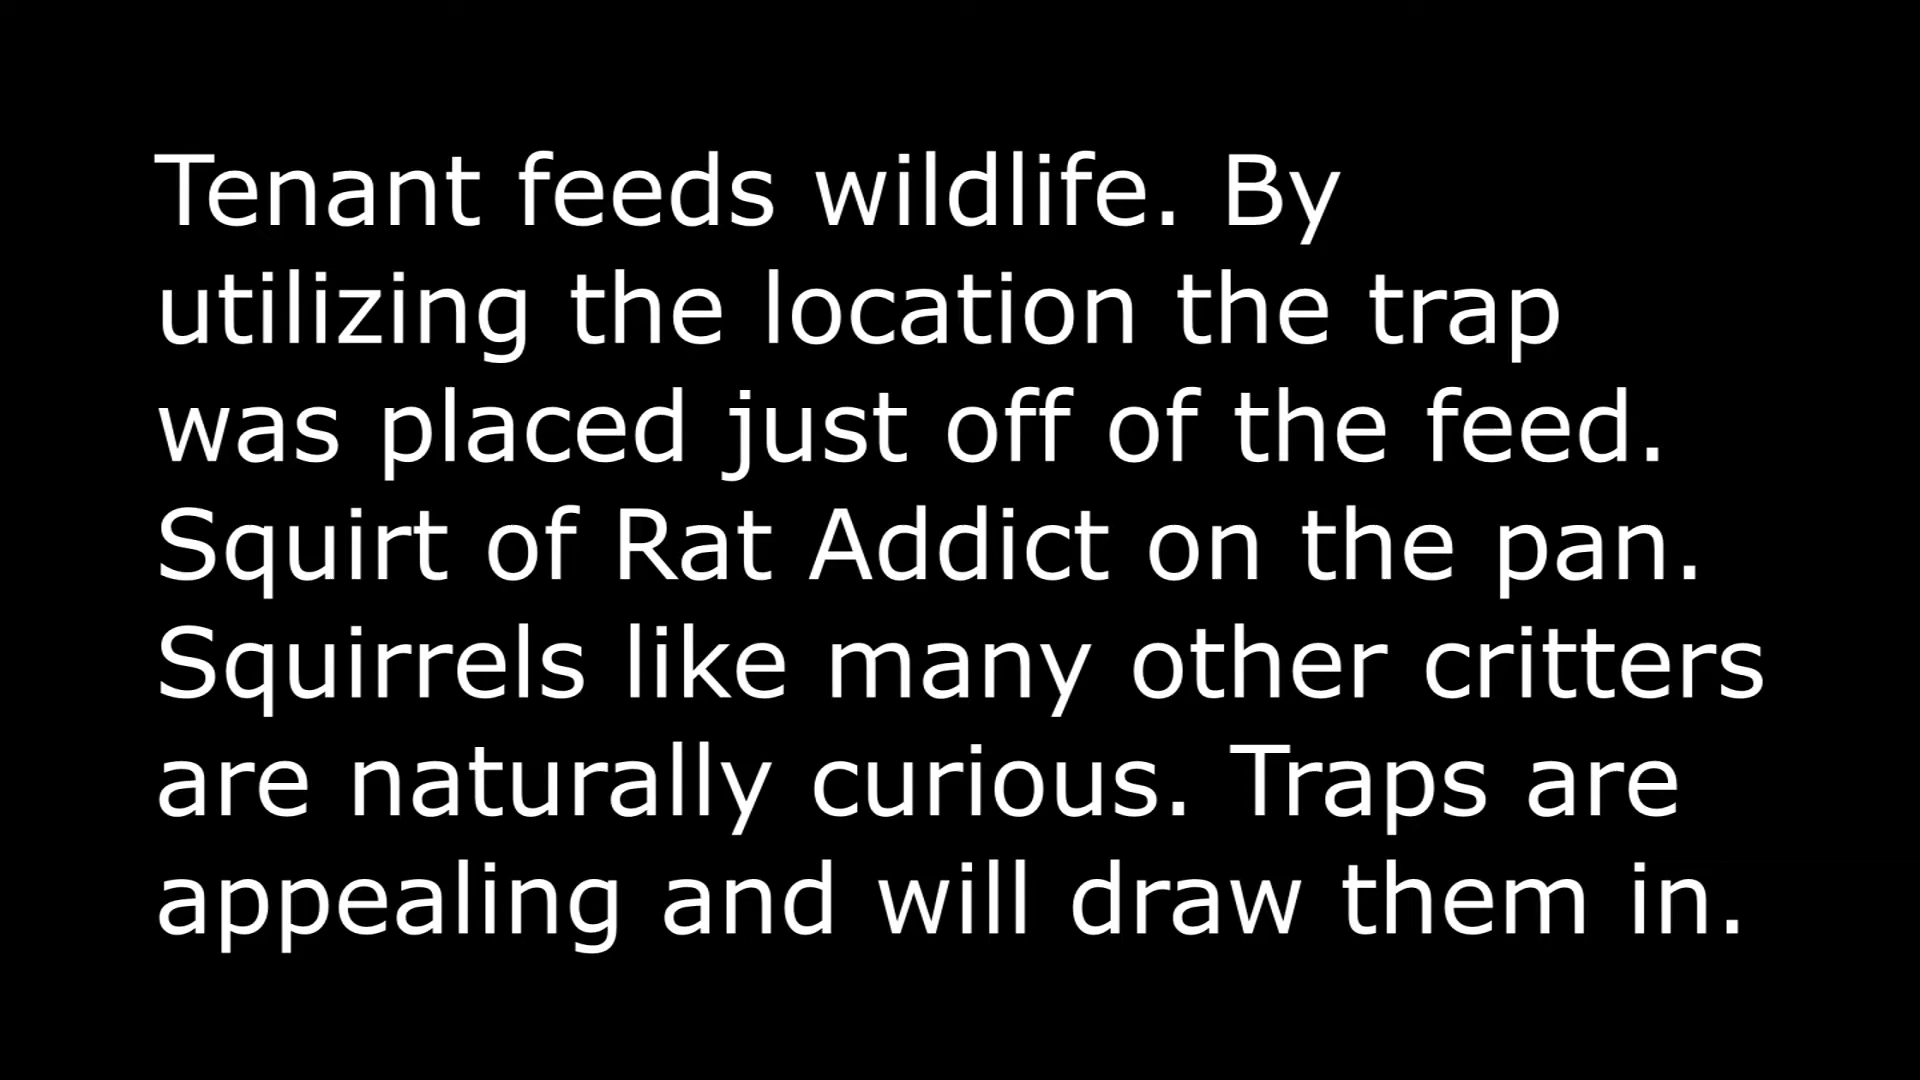 Tenant feeds wildlife. By
utilizing the location the trap
was placed just off of the feed.
Squirt of Rat Addict on the pan.
Squirrels like many other critters
are naturally curious. Traps are
appealing and will draw them in.